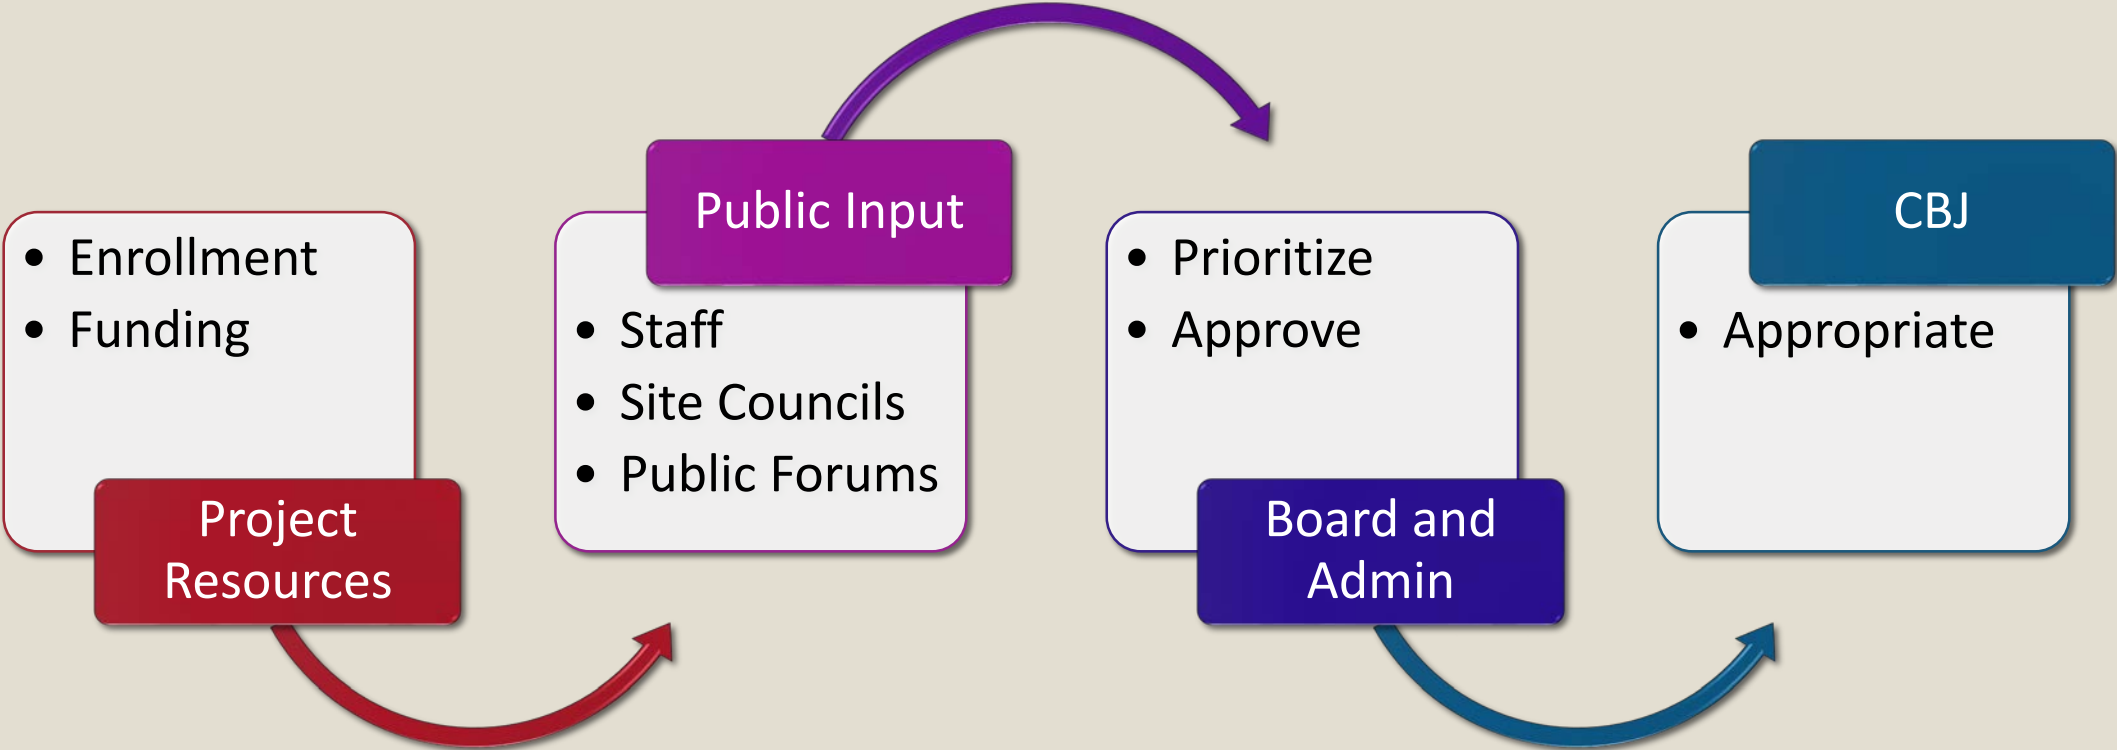 • Enrollment
• Funding
Project
Resources
Public Input
• Staff
• Site Councils
• Public Forums
• Prioritize
• Approve
Board and
Admin
CBJ
• Appropriate